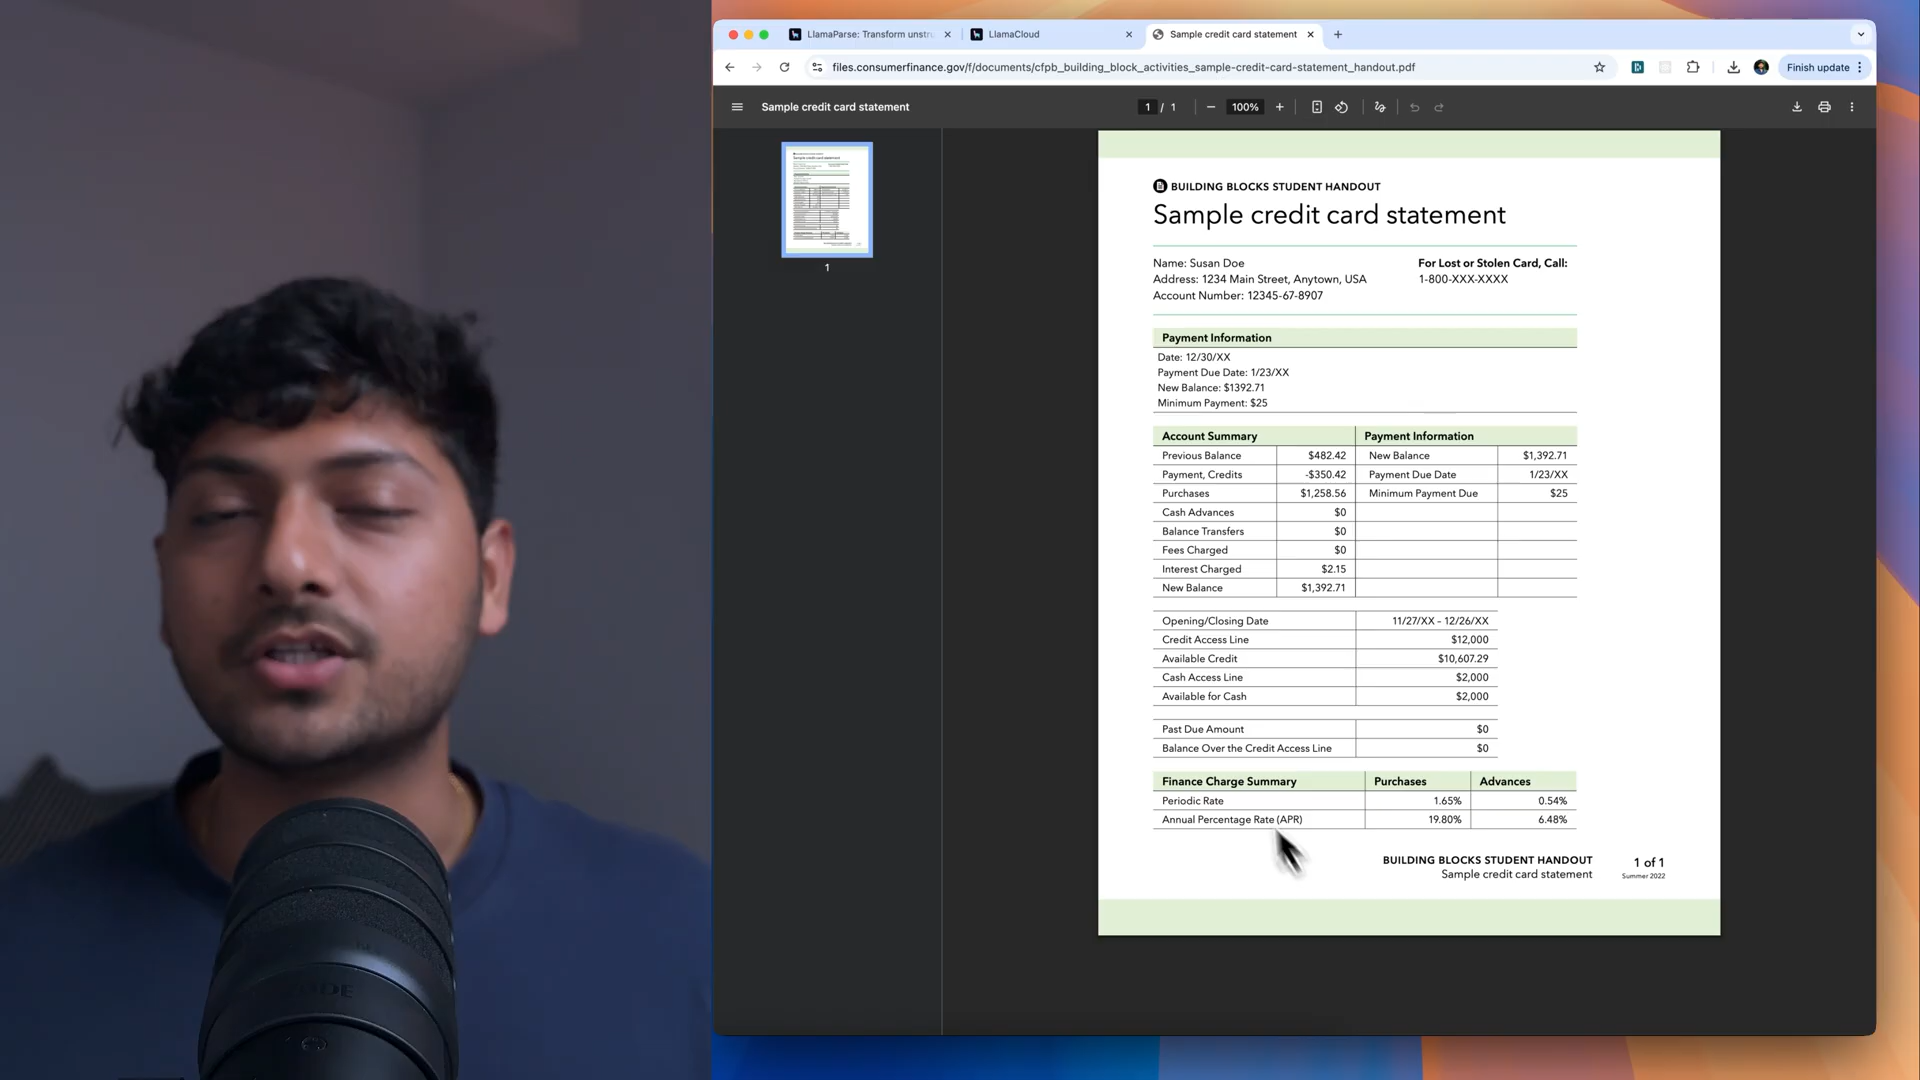 LlamaParse: Transform unstru
LlamaCloud
Sample credit card statement
files.consumerfinance.gov/f/documents/cfpb_building_block_activities_sample-credit-card-statement_handout.pdf
Finish update
Sample credit card statement
1 / 1
100%
1
BUILDING BLOCKS STUDENT HANDOUT
Sample credit card statement
Name: Susan Doe
For Lost or Stolen Card, Call:
Address: 1234 Main Street, Anytown, USA
1-800-XXX-XXXX
Account Number: 12345-67-8907
Payment Information
Date: 12/30/XX
Payment Due Date: 1/23/XX
New Balance: $1392.71
Minimum Payment: $25
Account Summary Payment Information
Previous Balance $482.42 New Balance $1,392.71
Payment, Credits -$350.42 Payment Due Date 1/23/XX
Purchases $1,258.56 Minimum Payment Due $25
Cash Advances $0
Balance Transfers $0
Fees Charged $0
Interest Charged $2.15
New Balance $1,392.71
Opening/Closing Date 11/27/XX – 12/26/XX
Credit Access Line $12,000
Available Credit $10,607.29
Cash Access Line $2,000
Available for Cash $2,000
Past Due Amount $0
Balance Over the Credit Access Line $0
Finance Charge Summary Purchases Advances
Periodic Rate 1.65% 0.54%
Annual Percentage Rate (APR) 19.80% 6.48%
BUILDING BLOCKS STUDENT HANDOUT 1 of 1
Sample credit card statement Summer 2022